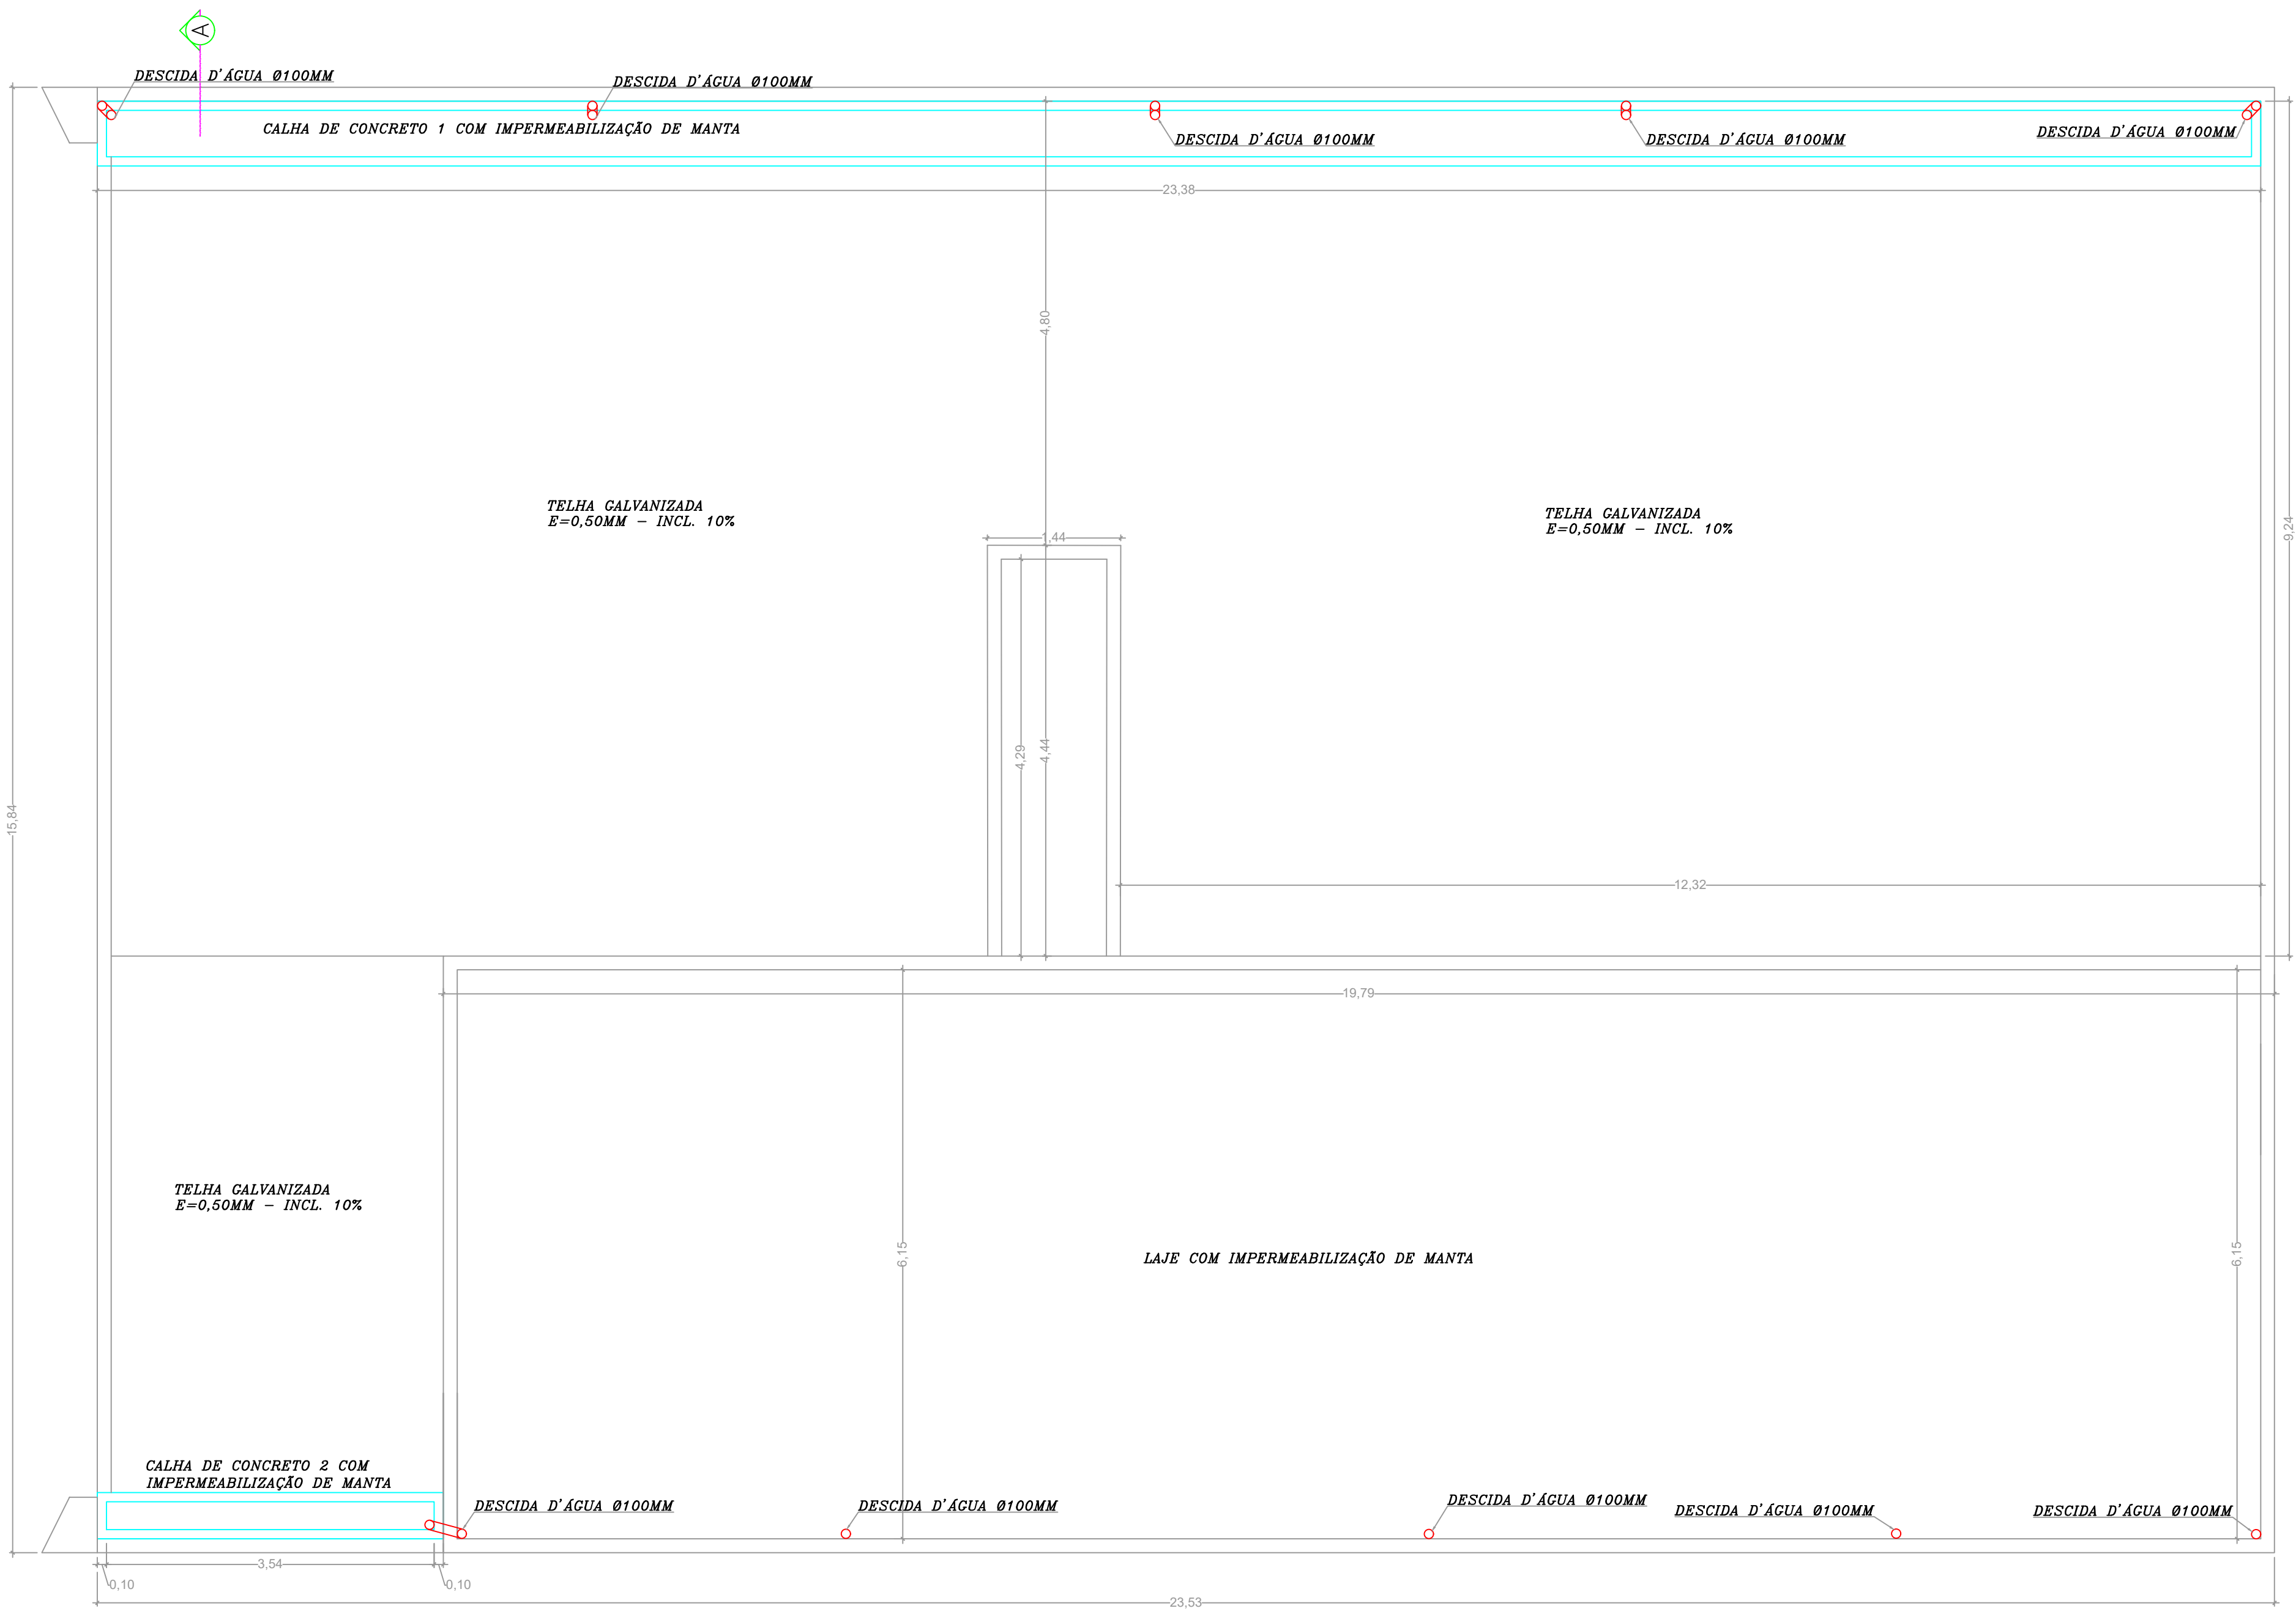 A
DESCIDA D'ÁGUA Ø100MM
DESCIDA D'ÁGUA Ø100MM
CALHA DE CONCRETO 1 COM IMPERMEABILIZAÇÃO DE MANTA
DESCIDA D'ÁGUA Ø100MM
DESCIDA D'ÁGUA Ø100MM
DESCIDA D'ÁGUA Ø100MM
23,38
4,80
TELHA GALVANIZADA
E=0,50MM - INCL. 10%
TELHA GALVANIZADA
E=0,50MM - INCL. 10%
9,24
1,44
4,29
4,44
15,84
12,32
19,79
TELHA GALVANIZADA
E=0,50MM - INCL. 10%
6,15
LAJE COM IMPERMEABILIZAÇÃO DE MANTA
6,15
CALHA DE CONCRETO 2 COM
IMPERMEABILIZAÇÃO DE MANTA
DESCIDA D'ÁGUA Ø100MM
DESCIDA D'ÁGUA Ø100MM
DESCIDA D'ÁGUA Ø100MM
DESCIDA D'ÁGUA Ø100MM
DESCIDA D'ÁGUA Ø100MM
3,54
0,10
0,10
23,53